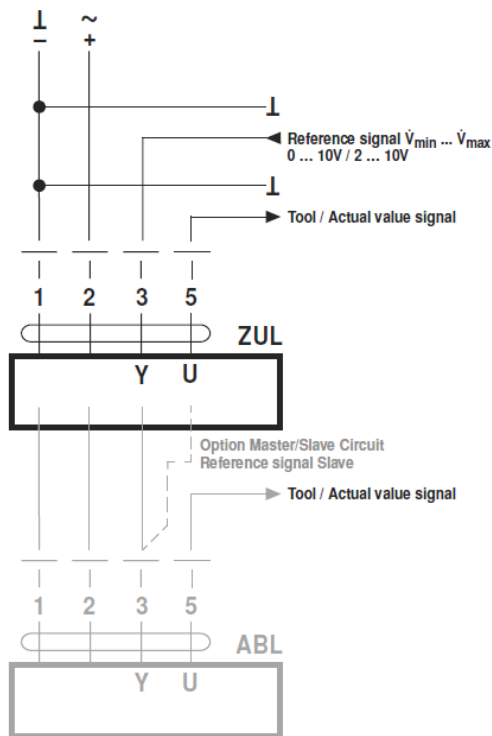 ⊥ ~
− +
⊥
Reference signal V̇min ... V̇max
0 ... 10V / 2 ... 10V
⊥
Tool / Actual value signal
1 2 3 5
ZUL
Y U
Option Master/Slave Circuit
Reference signal Slave
Tool / Actual value signal
1 2 3 5
ABL
Y U